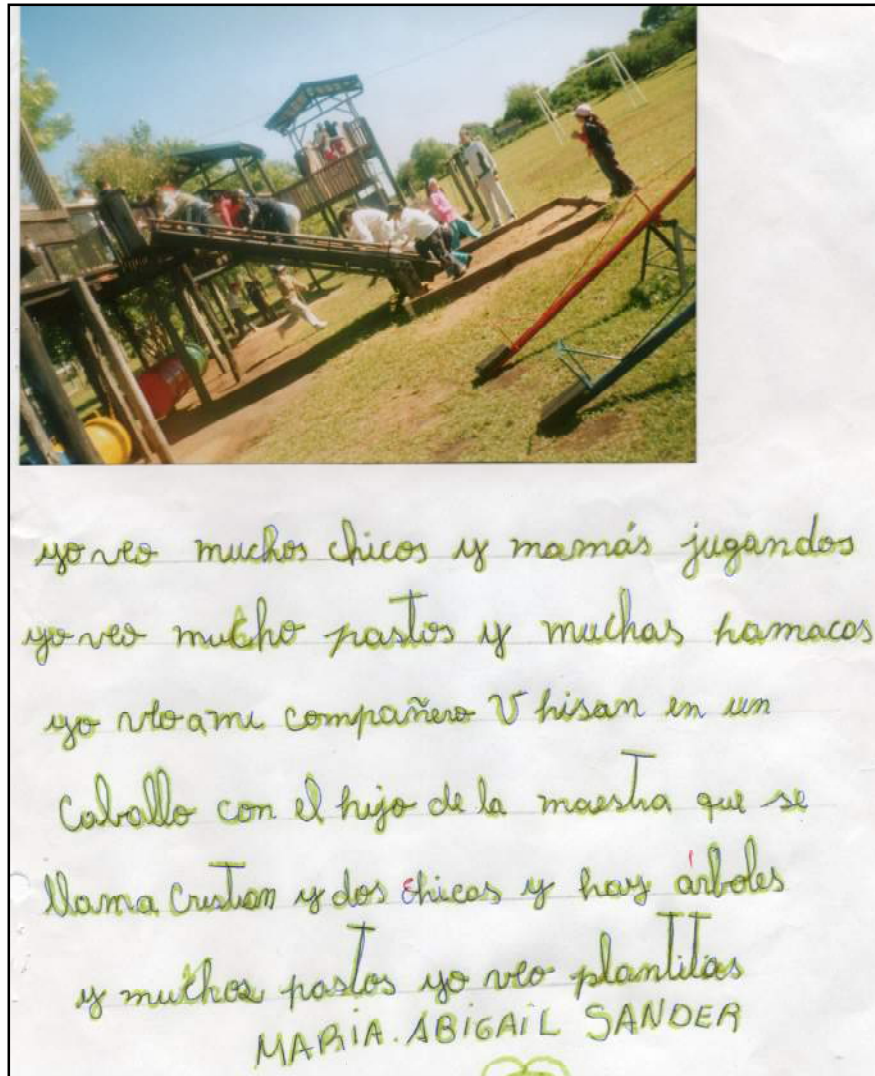 yo veo muchos chicos y mamás jugandos
yo veo mucho pastos y muchas hamacas
yo veo ami compañero V hisan en un
Caballo con el hijo de la maestra que se
llama Cristian y dos chicas y hay árboles
y muchos pastos yo veo plantitas
MARiA. ABiGAiL SANDER